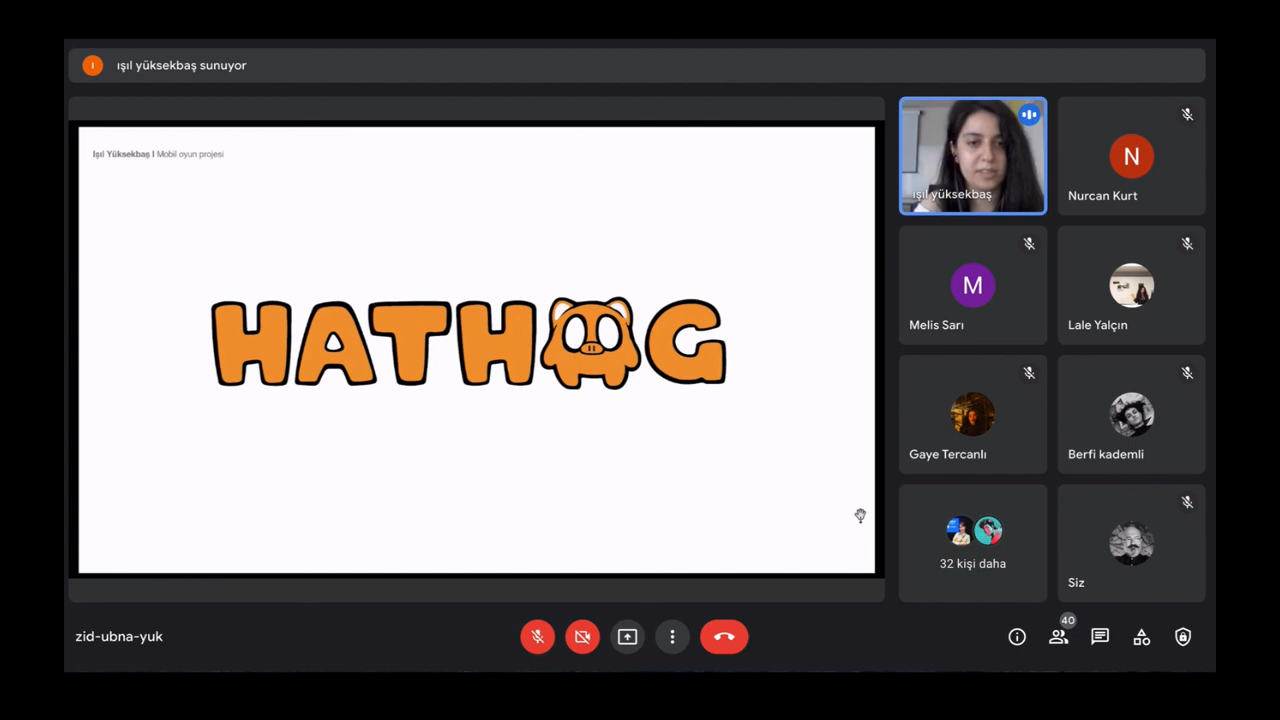 I
ışıl yüksekbaş sunuyor
Işıl Yüksekbaş I Mobil oyun projesi
HATHOG
ışıl yüksekbaş
N
Nurcan Kurt
M
Melis Sarı
Lale Yalçın
Gaye Tercanlı
Berfi kademli
32 kişi daha
Siz
zid-ubna-yuk
40